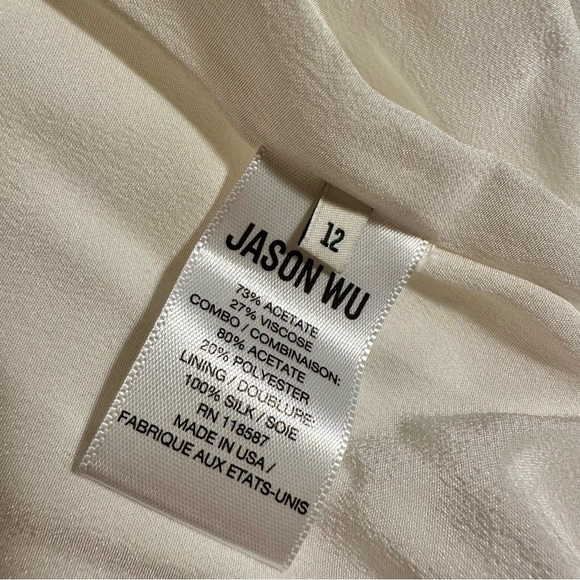 12
JASON WU
73% ACETATE
27% VISCOSE
COMBO / COMBINAISON:
80% ACETATE
20% POLYESTER
LINING / DOUBLURE:
100% SILK / SOIE
RN 118587
MADE IN USA /
FABRIQUE AUX ETATS-UNIS